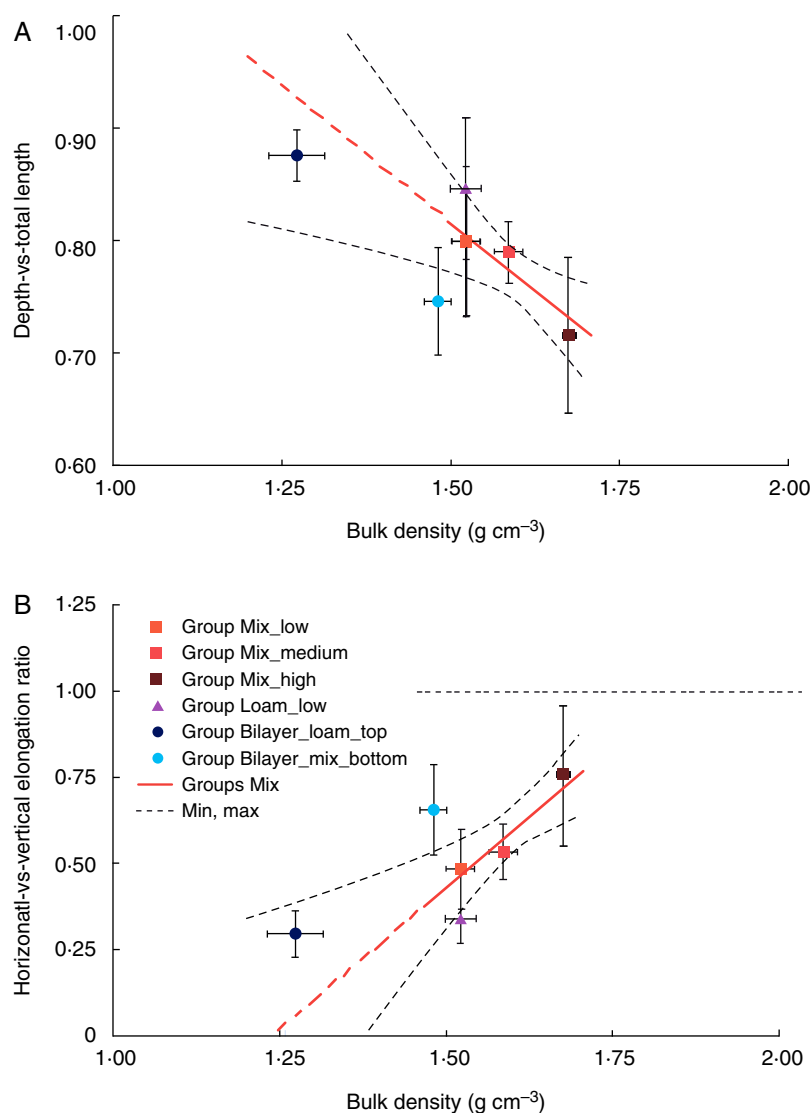 A
1·00
0·90
0·80
0·70
0·60
Depth-vs-total length
1·00
1·25
1·50
1·75
2·00
Bulk density (g cm⁻³)
B
1·25
1·00
0·75
0·50
0·25
0
Horizonatl-vs-vertical elongation ratio
Group Mix_low
Group Mix_medium
Group Mix_high
Group Loam_low
Group Bilayer_loam_top
Group Bilayer_mix_bottom
Groups Mix
Min, max
1·00
1·25
1·50
1·75
2·00
Bulk density (g cm⁻³)